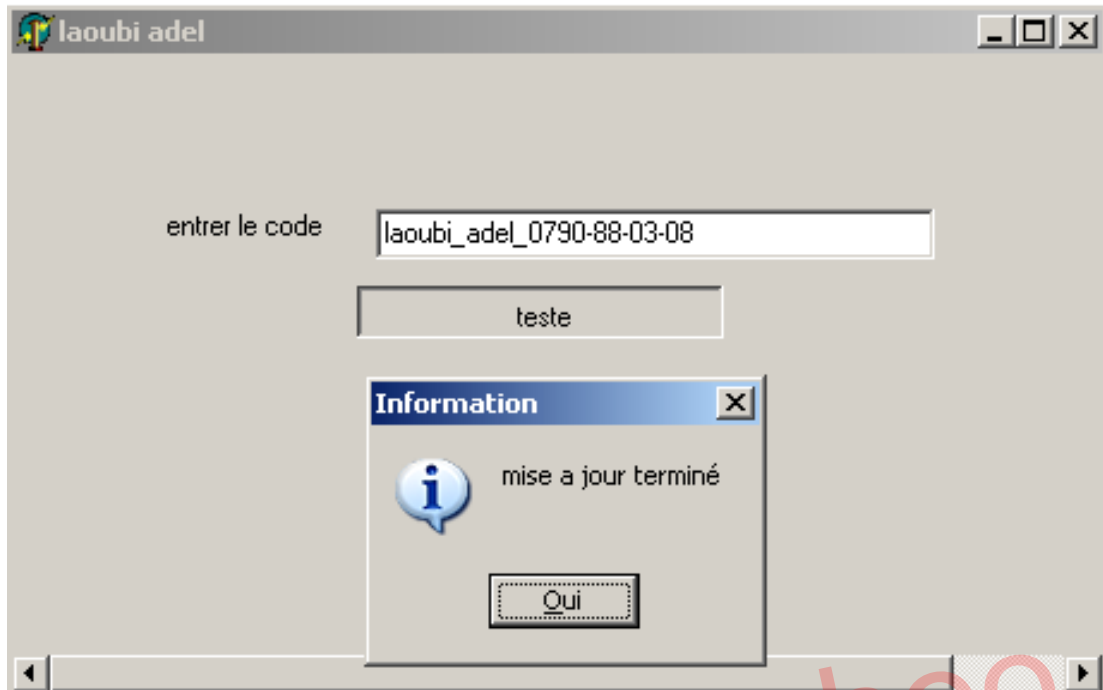 laoubi adel
entrer le code
laoubi_adel_0790-88-03-08
teste
Information
mise a jour terminé
Oui